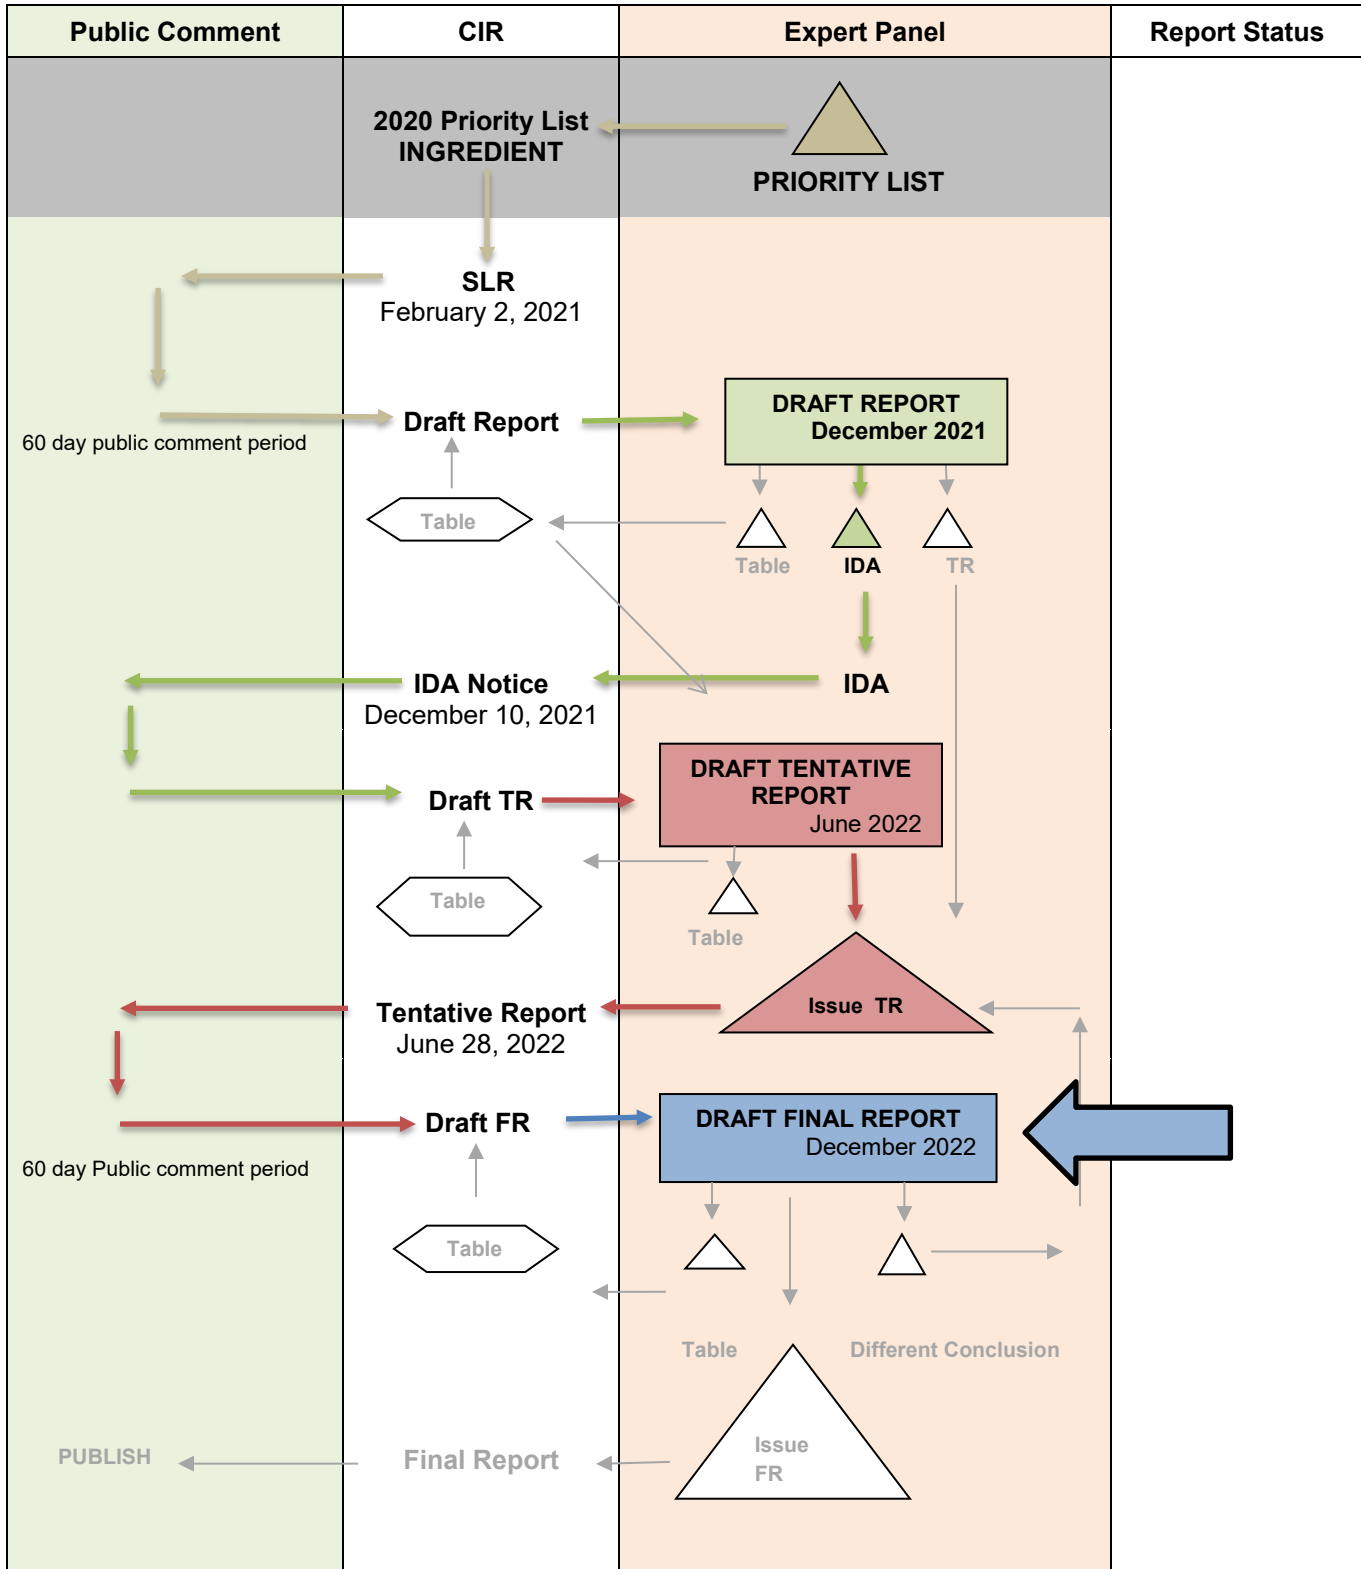 Public Comment
CIR
Expert Panel
Report Status
2020 Priority List
INGREDIENT
PRIORITY LIST
SLR
February 2, 2021
60 day public comment period
Draft Report
DRAFT REPORT
December 2021
Table
Table
IDA
TR
IDA Notice
December 10, 2021
IDA
Draft TR
DRAFT TENTATIVE
REPORT
June 2022
Table
Table
Tentative Report
June 28, 2022
Issue TR
60 day Public comment period
Draft FR
DRAFT FINAL REPORT
December 2022
Table
Table
Different Conclusion
PUBLISH
Final Report
Issue
FR